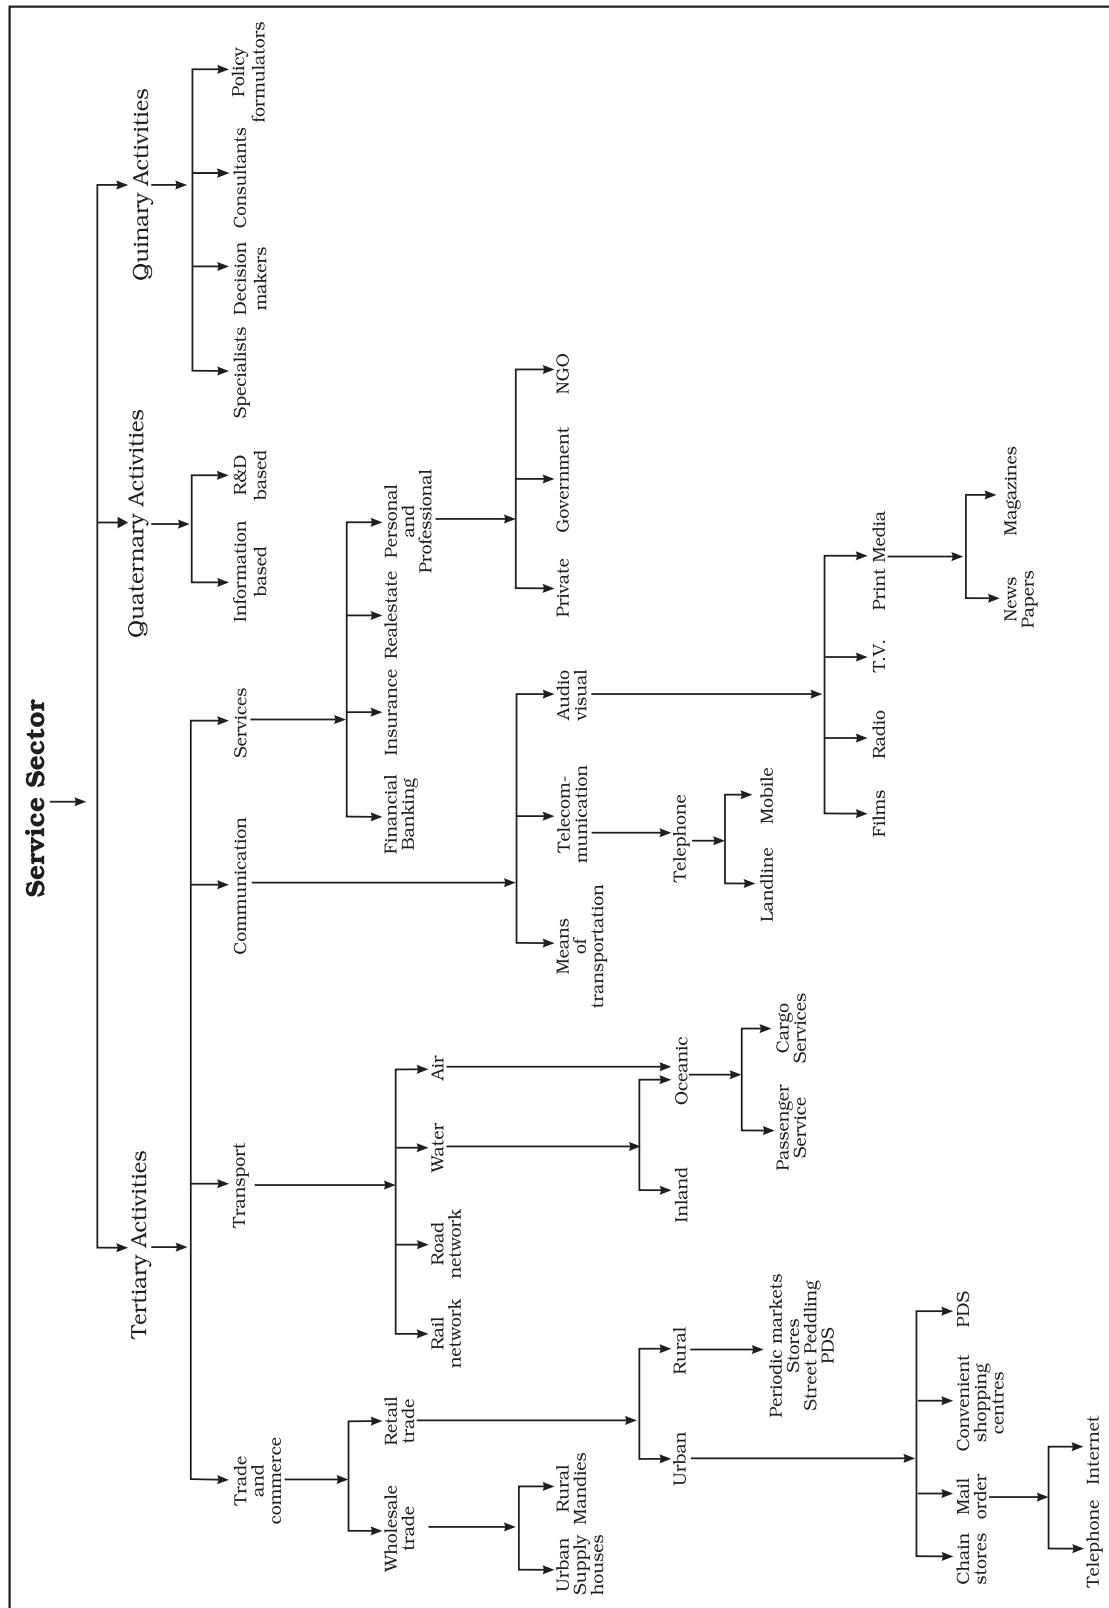 Service Sector
Tertiary Activities
Quaternary Activities
Quinary Activities
Trade
and
commerce
Transport
Communication
Services
Information
based
R&D
based
Specialists
Decision
makers
Consultants
Policy
formulators
Wholesale
trade
Retail
trade
Rail
network
Road
network
Water
Air
Financial
Banking
Insurance
Realestate
Personal
and
Professional
Urban
Supply
houses
Rural
Mandies
Means
of
transportation
Telecom-
munication
Audio
visual
Private
Government
NGO
Urban
Rural
Inland
Oceanic
Telephone
Periodic markets
Stores
Street Peddling
PDS
Passenger
Service
Cargo
Services
Landline
Mobile
Films
Radio
T.V.
Print Media
Chain
stores
Mail
order
Convenient
shopping
centres
PDS
News
Papers
Magazines
Telephone
Internet